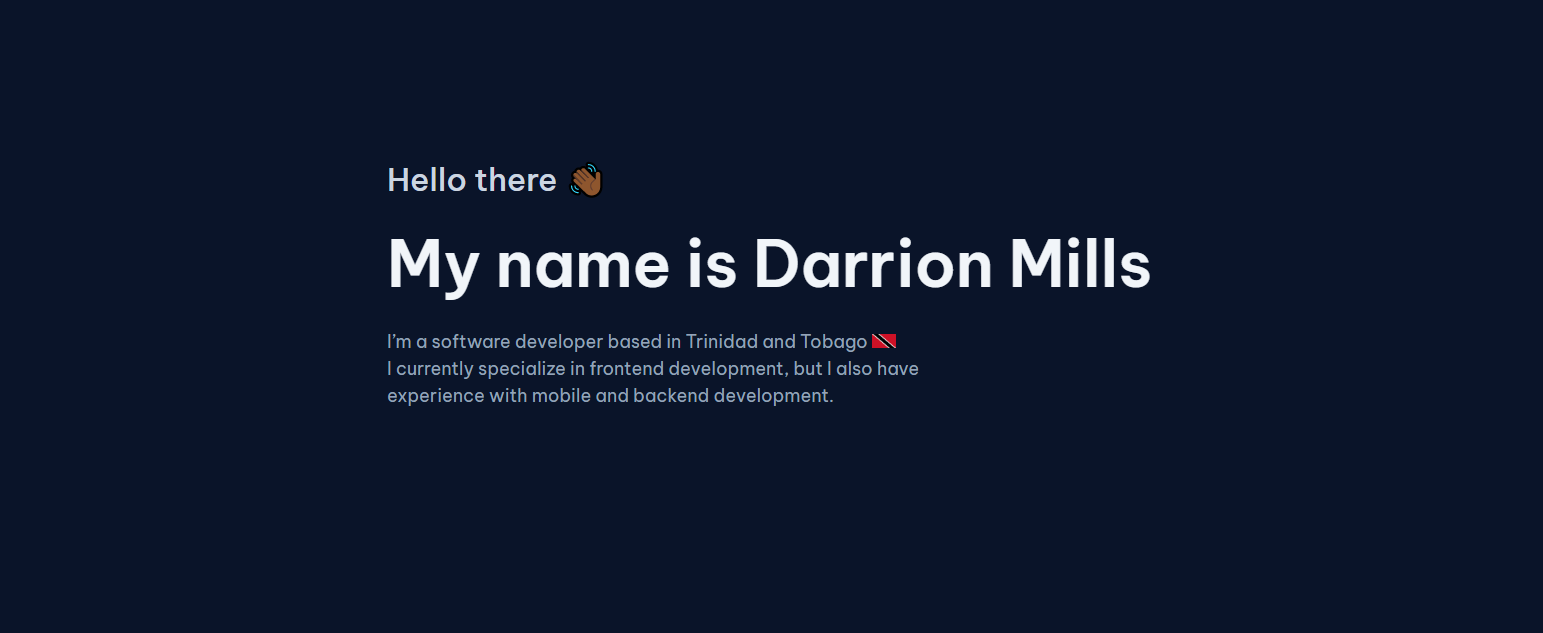 Hello there 👋🏾
My name is Darrion Mills
I’m a software developer based in Trinidad and Tobago 🇹🇹
I currently specialize in frontend development, but I also have
experience with mobile and backend development.